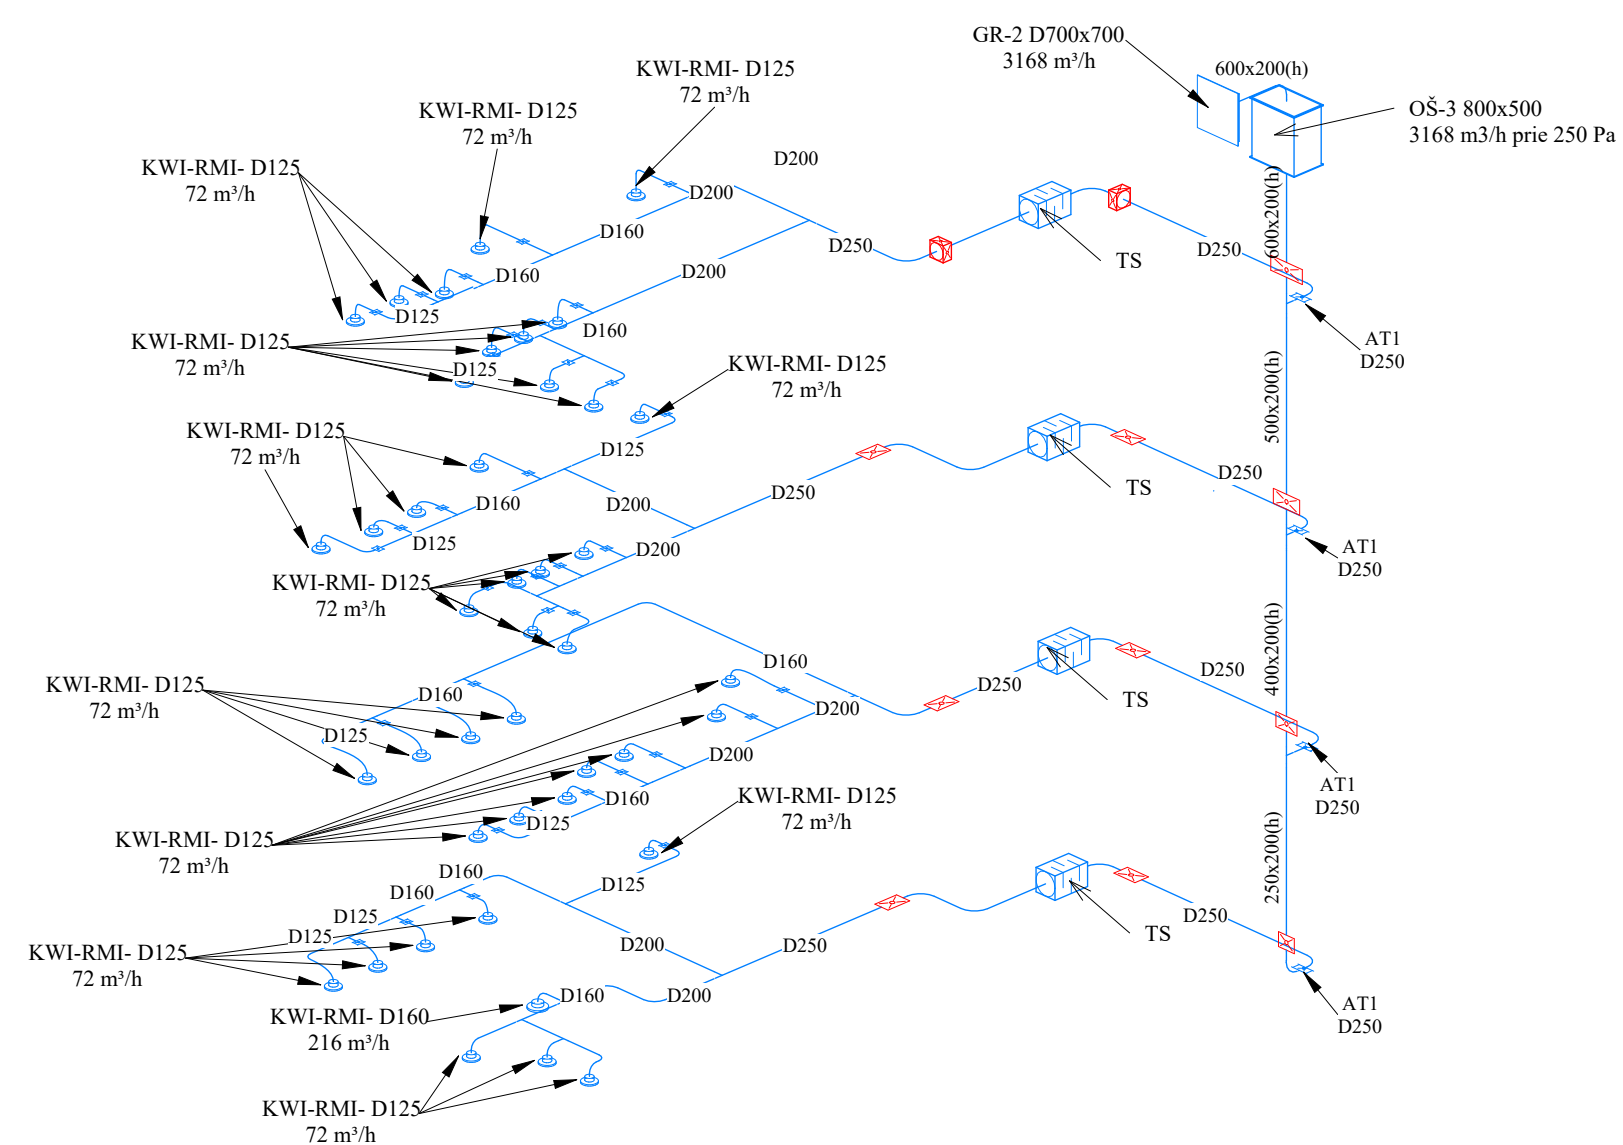 GR-2 D700x700
3168 m³/h
600x200(h)
OŠ-3 800x500
3168 m3/h prie 250 Pa
KWI-RMI- D125
72 m³/h
KWI-RMI- D125
72 m³/h
KWI-RMI- D125
72 m³/h
D200
D200
D160
D160
D125
D250
D200
D160
TS
D250
600x200(h)
AT1
D250
KWI-RMI- D125
72 m³/h
D125
KWI-RMI- D125
72 m³/h
500x200(h)
KWI-RMI- D125
72 m³/h
D125
D160
D125
D200
D250
D200
TS
D250
AT1
D250
KWI-RMI- D125
72 m³/h
400x200(h)
KWI-RMI- D125
72 m³/h
D160
D125
D160
D200
D250
TS
D250
D200
D160
D125
AT1
D250
KWI-RMI- D125
72 m³/h
KWI-RMI- D125
72 m³/h
250x200(h)
D160
D160
D125
D125
D125
D200
D250
TS
D250
KWI-RMI- D125
72 m³/h
D160
D200
AT1
D250
KWI-RMI- D160
216 m³/h
KWI-RMI- D125
72 m³/h